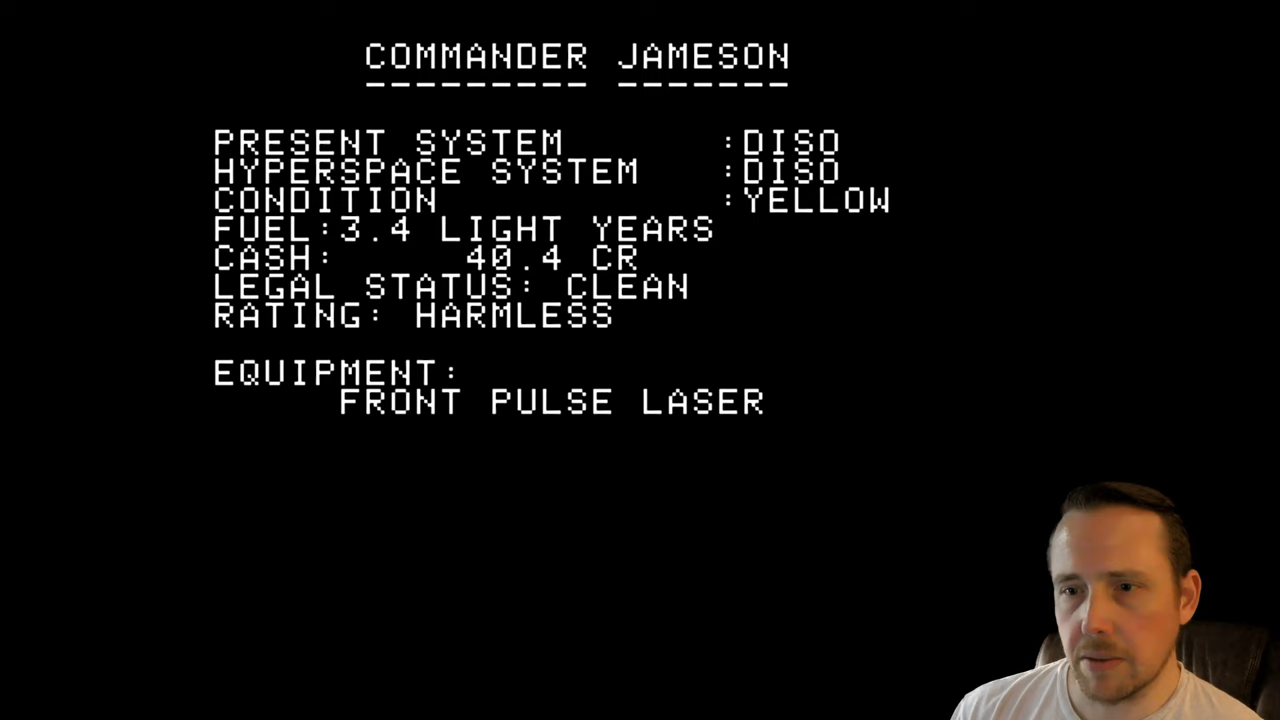 COMMANDER JAMESON
--------- -------
PRESENT SYSTEM :DISO
HYPERSPACE SYSTEM :DISO
CONDITION :YELLOW
FUEL:3.4 LIGHT YEARS
CASH: 40.4 CR
LEGAL STATUS: CLEAN
RATING: HARMLESS
EQUIPMENT:
FRONT PULSE LASER